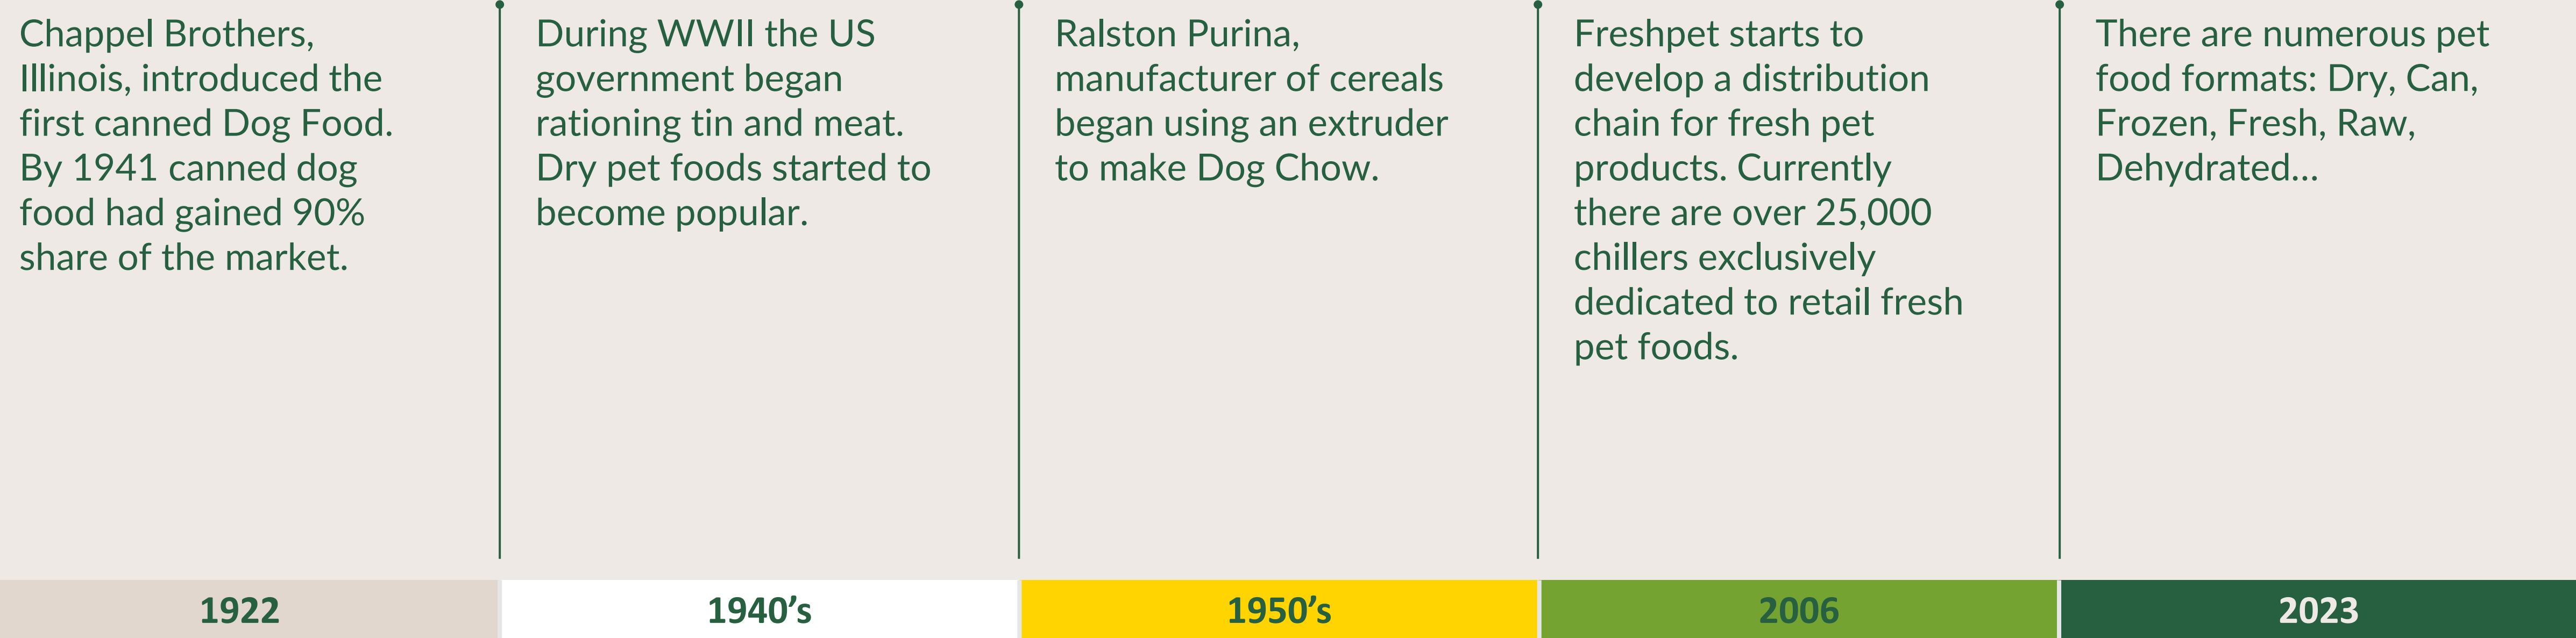 Chappel Brothers,
Illinois, introduced the
first canned Dog Food.
By 1941 canned dog
food had gained 90%
share of the market.
During WWII the US
government began
rationing tin and meat.
Dry pet foods started to
become popular.
Ralston Purina,
manufacturer of cereals
began using an extruder
to make Dog Chow.
Freshpet starts to
develop a distribution
chain for fresh pet
products. Currently
there are over 25,000
chillers exclusively
dedicated to retail fresh
pet foods.
There are numerous pet
food formats: Dry, Can,
Frozen, Fresh, Raw,
Dehydrated...
1922
1940’s
1950’s
2006
2023